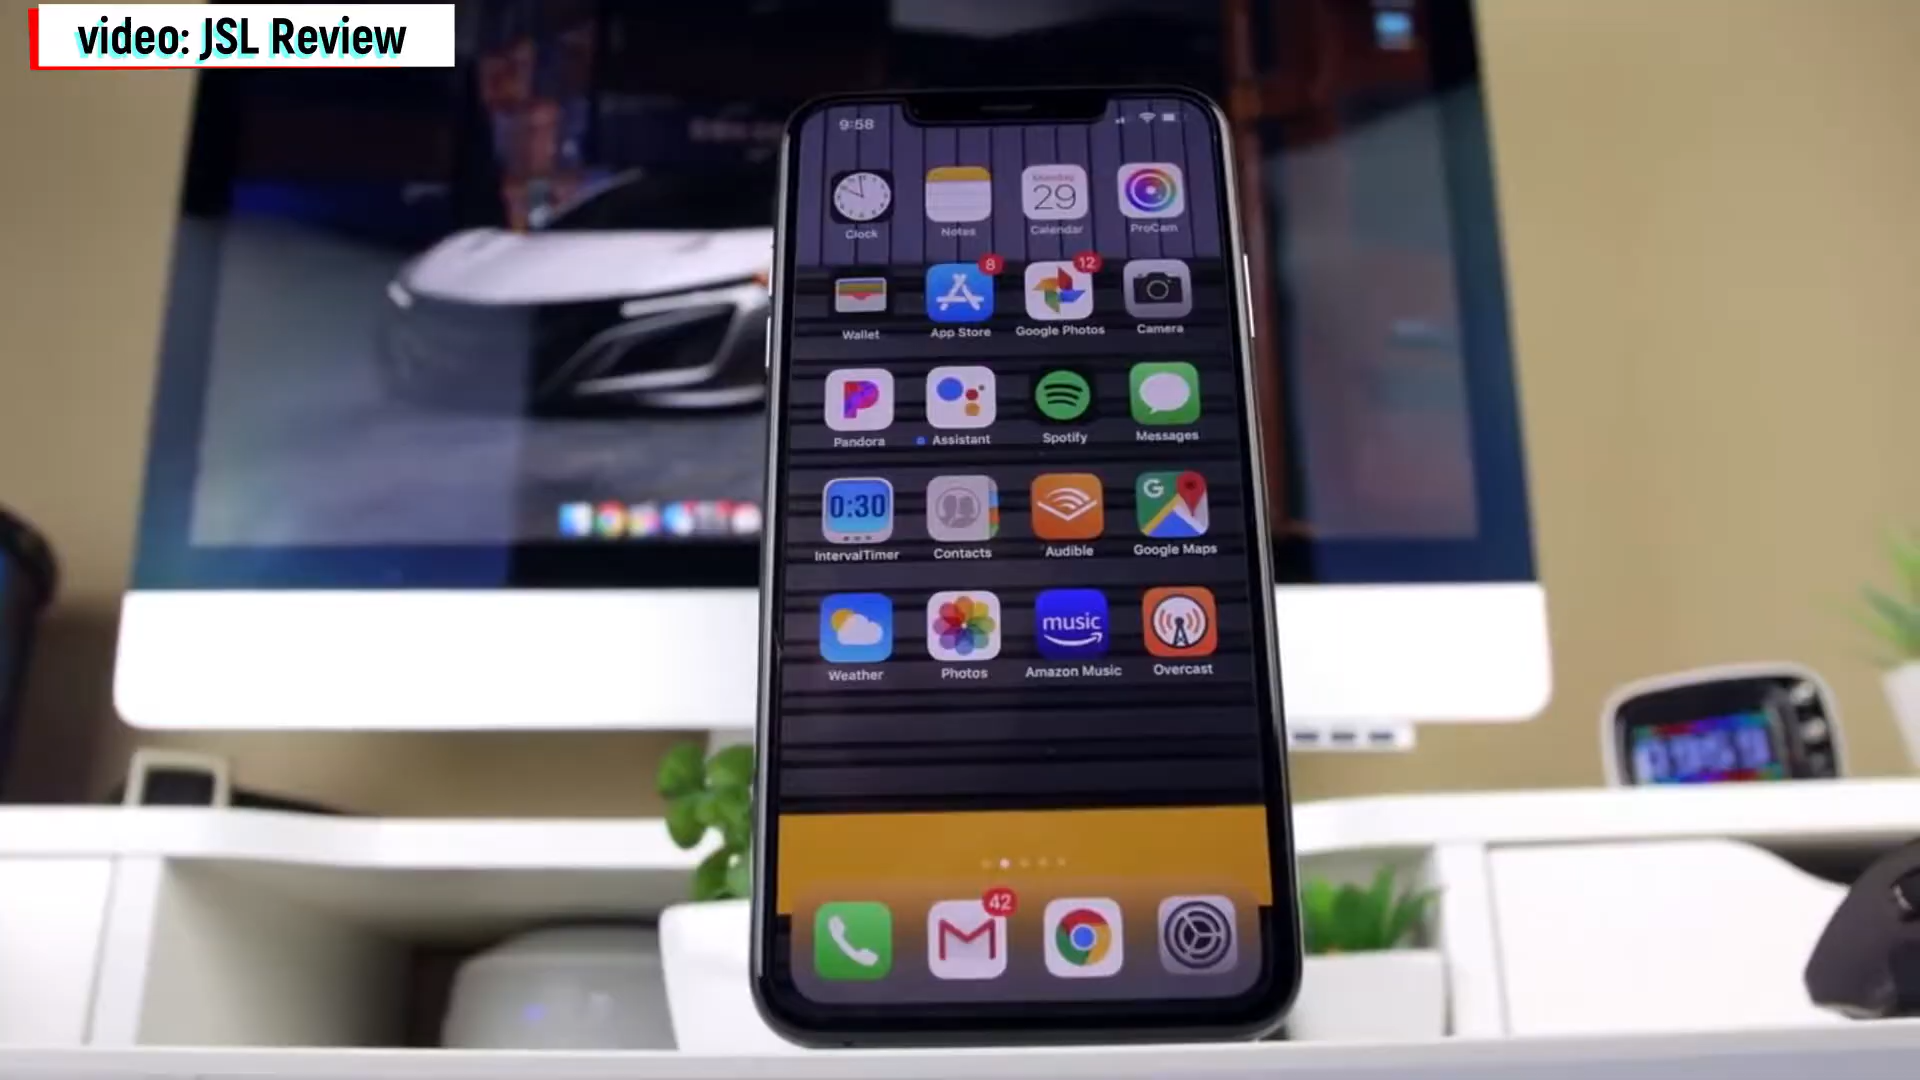 video: JSL Review
9:58
29
Clock
Notes
Calendar
ProCam
8
12
Wallet
App Store
Google Photos
Camera
Pandora
Assistant
Spotify
Messages
0:30
G
IntervalTimer
Contacts
Audible
Google Maps
music
Weather
Photos
Amazon Music
Overcast
42